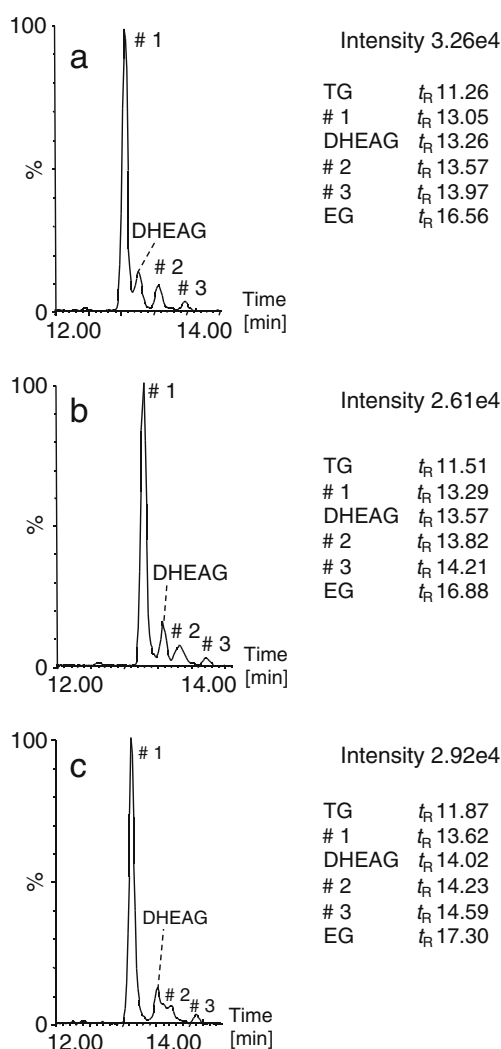 a
100
%
0
# 1
DHEAG
# 2
# 3
12.00
14.00
Time
[min]
Intensity 3.26e4
TG tR 11.26
# 1 tR 13.05
DHEAG tR 13.26
# 2 tR 13.57
# 3 tR 13.97
EG tR 16.56
b
100
%
0
# 1
DHEAG
# 2
# 3
12.00
14.00
Time
[min]
Intensity 2.61e4
TG tR 11.51
# 1 tR 13.29
DHEAG tR 13.57
# 2 tR 13.82
# 3 tR 14.21
EG tR 16.88
c
100
%
0
# 1
DHEAG
# 2
# 3
12.00
14.00
Time
[min]
Intensity 2.92e4
TG tR 11.87
# 1 tR 13.62
DHEAG tR 14.02
# 2 tR 14.23
# 3 tR 14.59
EG tR 17.30